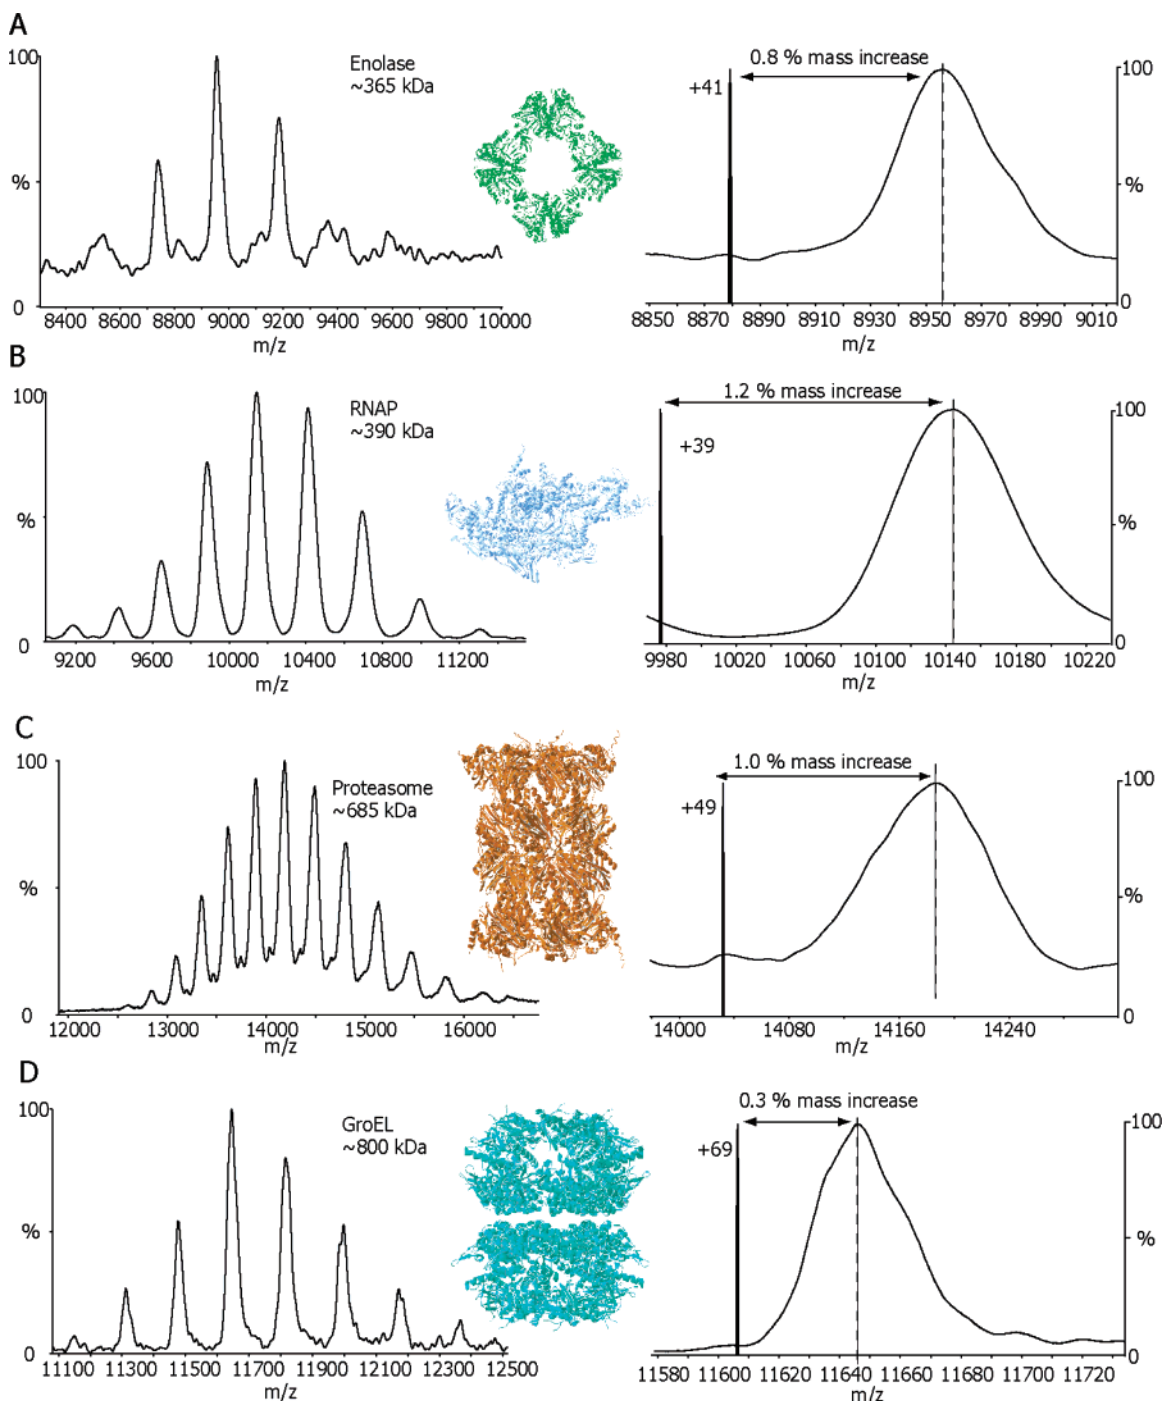 A
100
%
0
Enolase
~365 kDa
8400 8600 8800 9000 9200 9400 9600 9800 10000
m/z
0.8 % mass increase
+41
100
%
0
8850 8870 8890 8910 8930 8950 8970 8990 9010
m/z
B
100
%
0
RNAP
~390 kDa
9200 9600 10000 10400 10800 11200
m/z
1.2 % mass increase
+39
100
%
0
9980 10020 10060 10100 10140 10180 10220
m/z
C
100
%
0
Proteasome
~685 kDa
12000 13000 14000 15000 16000
m/z
1.0 % mass increase
+49
100
%
0
14000 14080 14160 14240
m/z
D
100
%
0
GroEL
~800 kDa
11100 11300 11500 11700 11900 12100 12300 12500
m/z
0.3 % mass increase
+69
100
%
0
11580 11620 11640 11660 11680 11700 11720
m/z